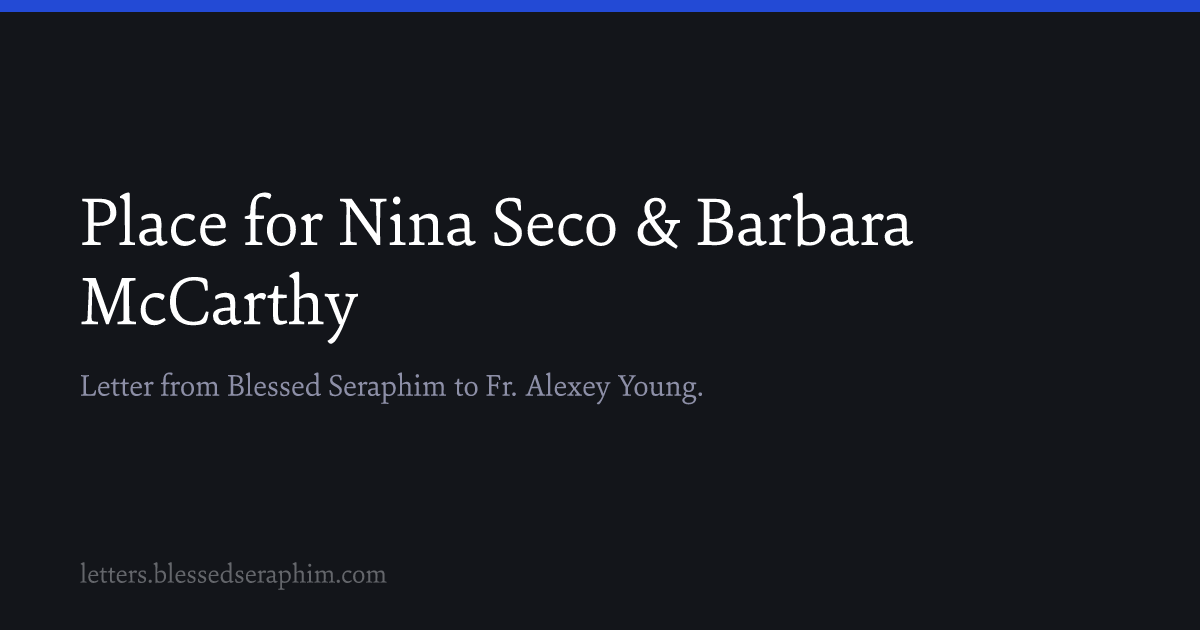 Place for Nina Seco & Barbara
McCarthy
Letter from Blessed Seraphim to Fr. Alexey Young.
letters.blessedseraphim.com